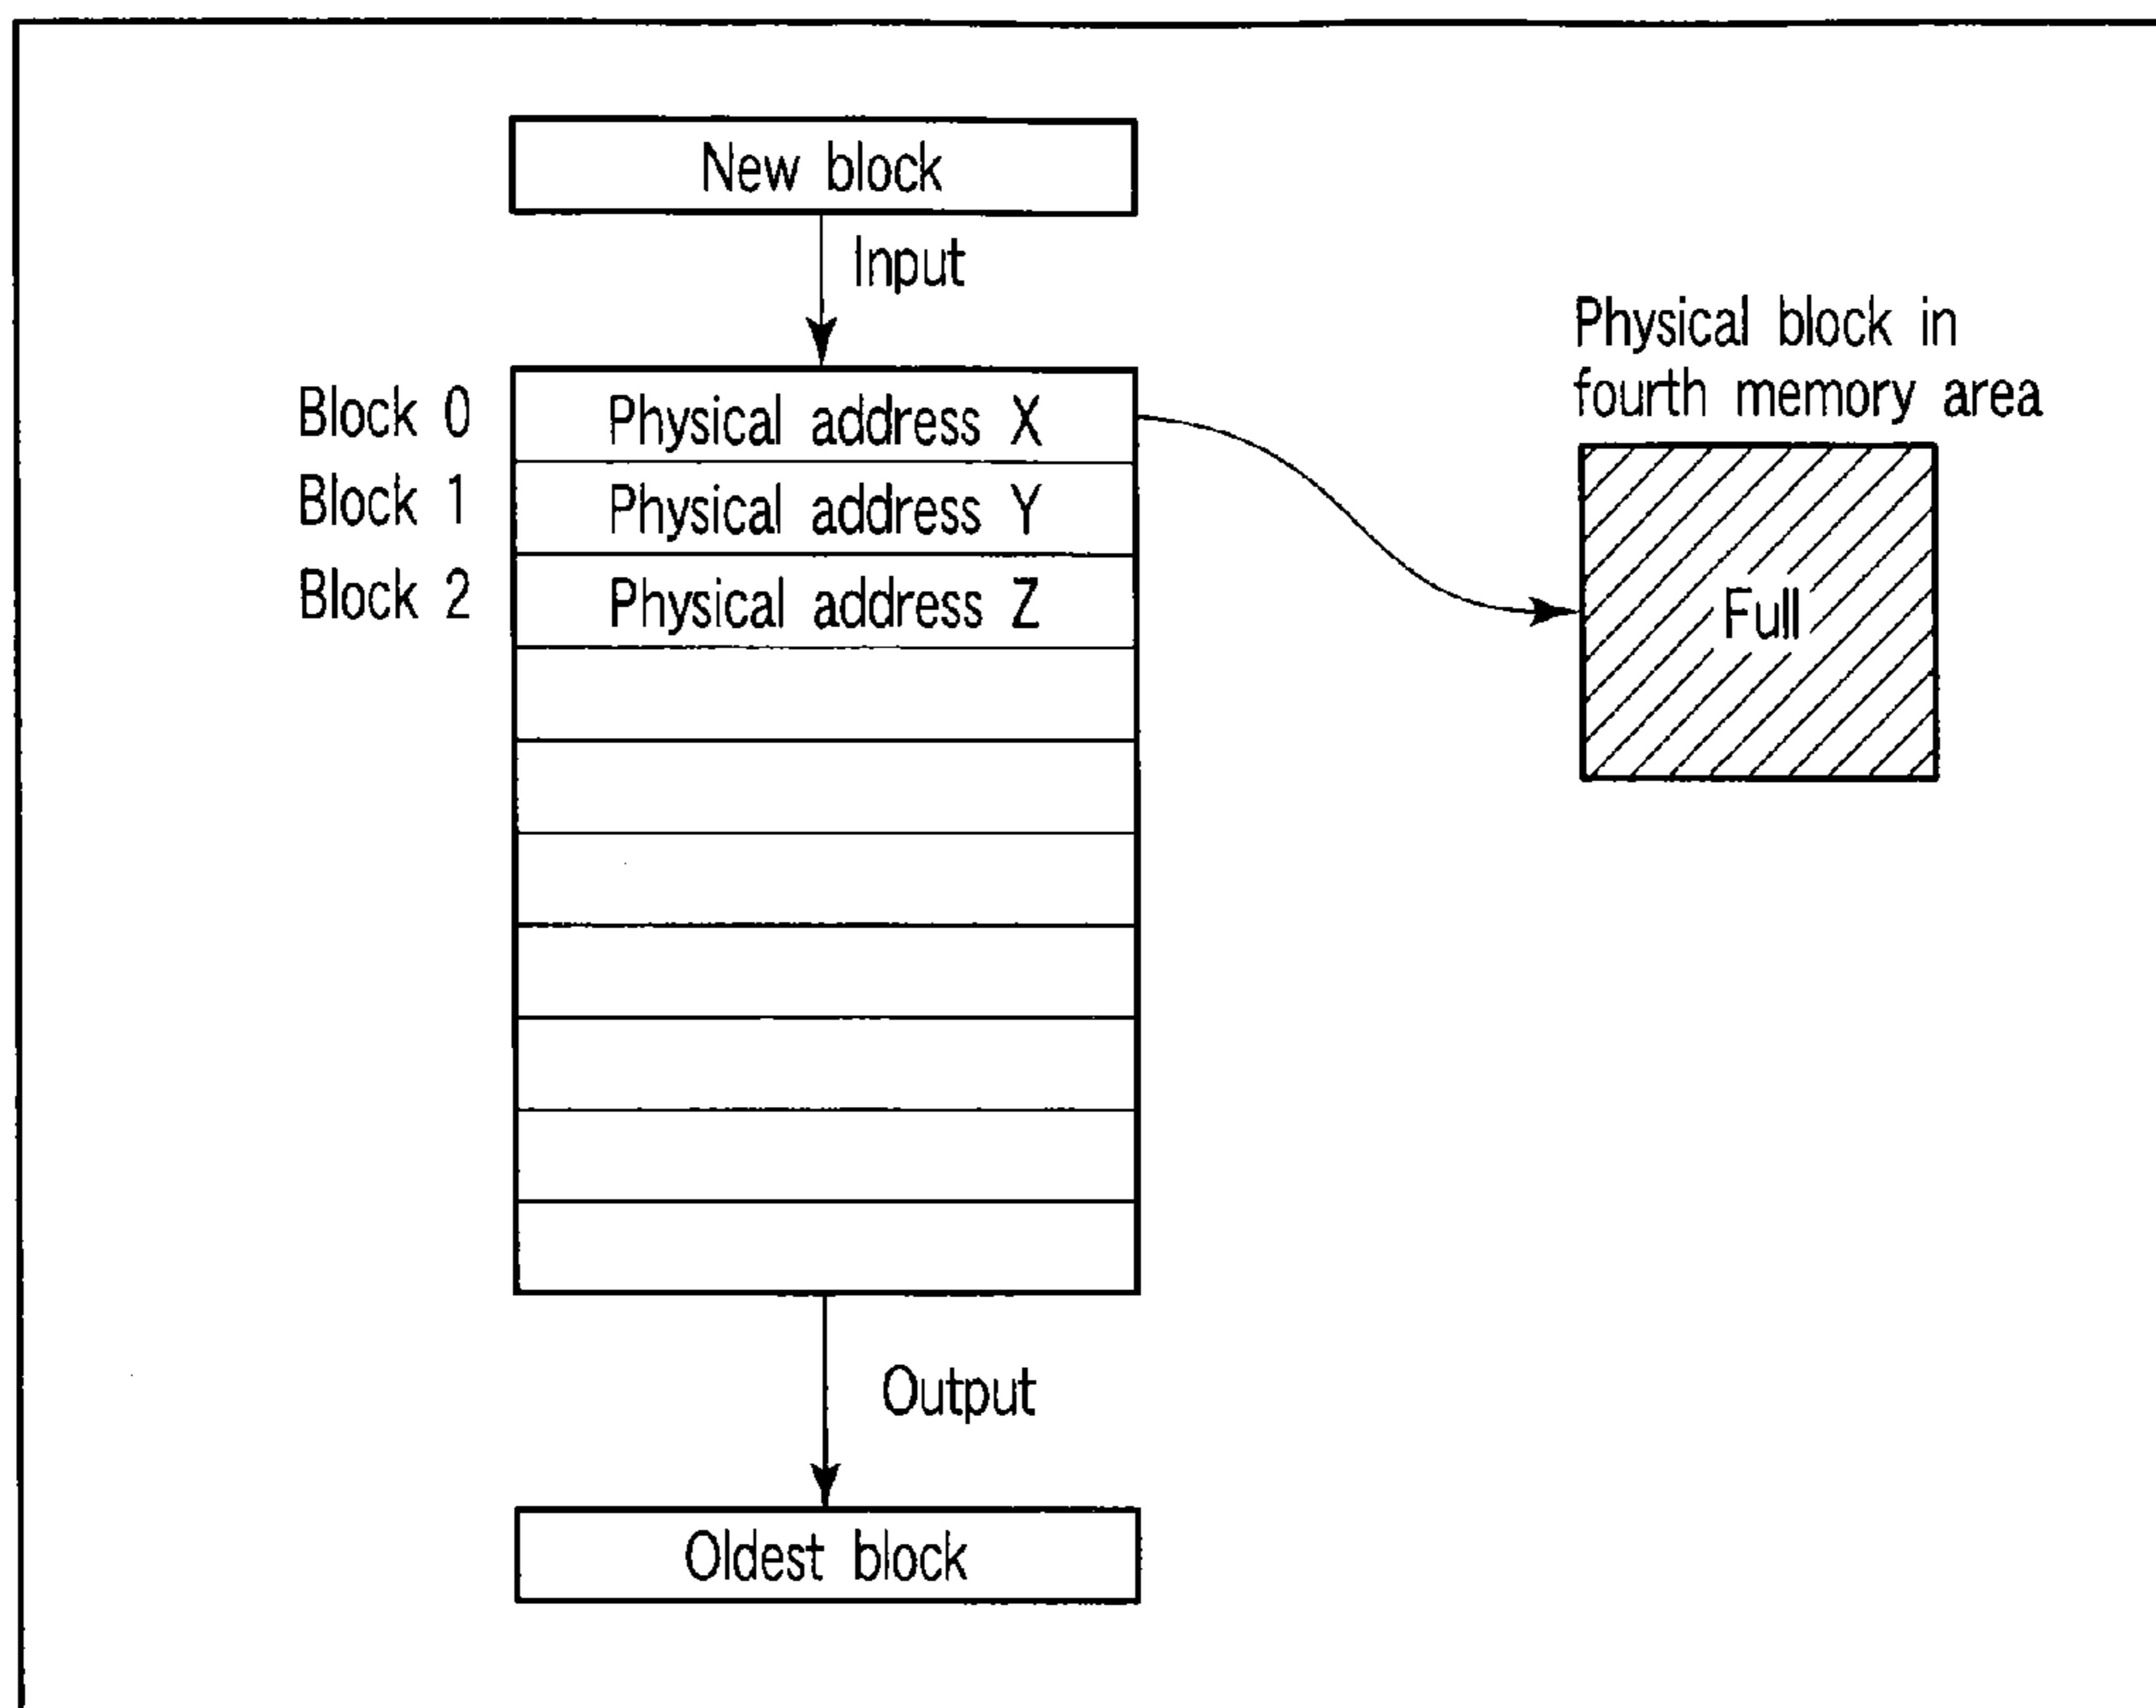 New block
Input
Physical block in
fourth memory area
Block 0 Physical address X
Block 1 Physical address Y
Block 2 Physical address Z
Full
Output
Oldest block